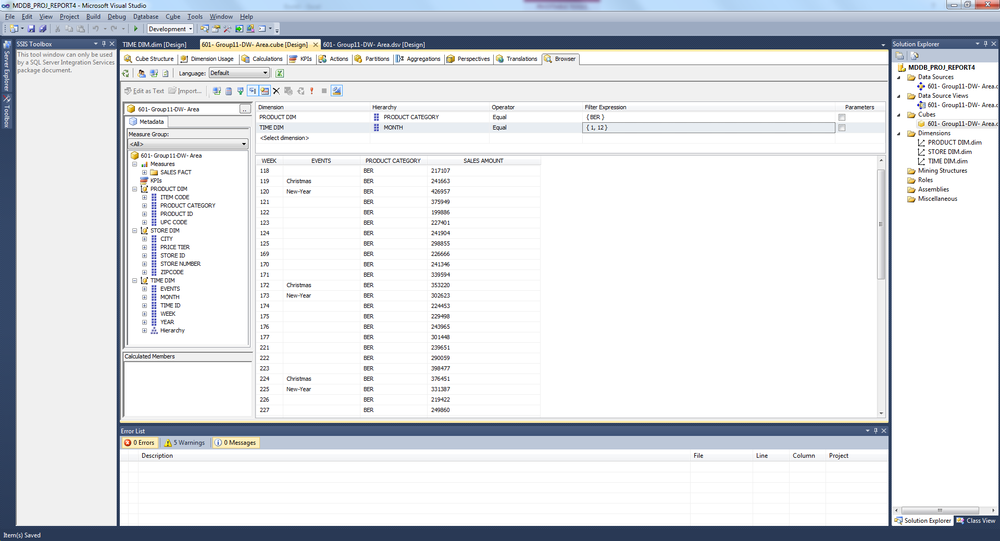 MDDB_PROJ_REPORT4 - Microsoft Visual Studio
File Edit View Project Build Debug Database Cube Tools Window Help
Development
Server Explorer
Toolbox
SSIS Toolbox
This tool window can only be used
by a SQL Server Integration Services
package document.
TIME DIM.dim [Design] 601- Group11-DW- Area.cube [Design] 601- Group11-DW- Area.dsv [Design]
Cube Structure Dimension Usage Calculations KPIs Actions Partitions Aggregations Perspectives Translations Browser
Language: Default
Edit as Text Import...
601- Group11-DW- Area ..
Metadata
Measure Group:
<All>
601- Group11-DW- Area
Measures
SALES FACT
KPIs
PRODUCT DIM
ITEM CODE
PRODUCT CATEGORY
PRODUCT ID
UPC CODE
STORE DIM
CITY
PRICE TIER
STORE ID
STORE NUMBER
ZIPCODE
TIME DIM
EVENTS
MONTH
TIME ID
WEEK
YEAR
Hierarchy
Calculated Members
Dimension Hierarchy Operator Filter Expression Parameters
PRODUCT DIM PRODUCT CATEGORY Equal { BER }
TIME DIM MONTH Equal { 1, 12 }
<Select dimension>
WEEK EVENTS PRODUCT CATEGORY SALES AMOUNT
118 BER 217107
119 Christmas BER 241663
120 New-Year BER 426957
121 BER 375949
122 BER 199886
123 BER 227401
124 BER 241904
125 BER 298855
169 BER 226666
170 BER 241346
171 BER 339594
172 Christmas BER 353220
173 New-Year BER 302623
174 BER 224453
175 BER 229498
176 BER 243965
177 BER 301448
221 BER 239651
222 BER 290059
223 BER 398477
224 Christmas BER 376451
225 New-Year BER 331387
226 BER 219422
227 BER 249860
Error List
0 Errors 5 Warnings 0 Messages
Description File Line Column Project
Solution Explorer
MDDB_PROJ_REPORT4
Data Sources
601- Group11-DW- Area.c
Data Source Views
601- Group11-DW- Area.c
Cubes
601- Group11-DW- Area.c
Dimensions
PRODUCT DIM.dim
STORE DIM.dim
TIME DIM.dim
Mining Structures
Roles
Assemblies
Miscellaneous
Solution Explorer Class View
Item(s) Saved